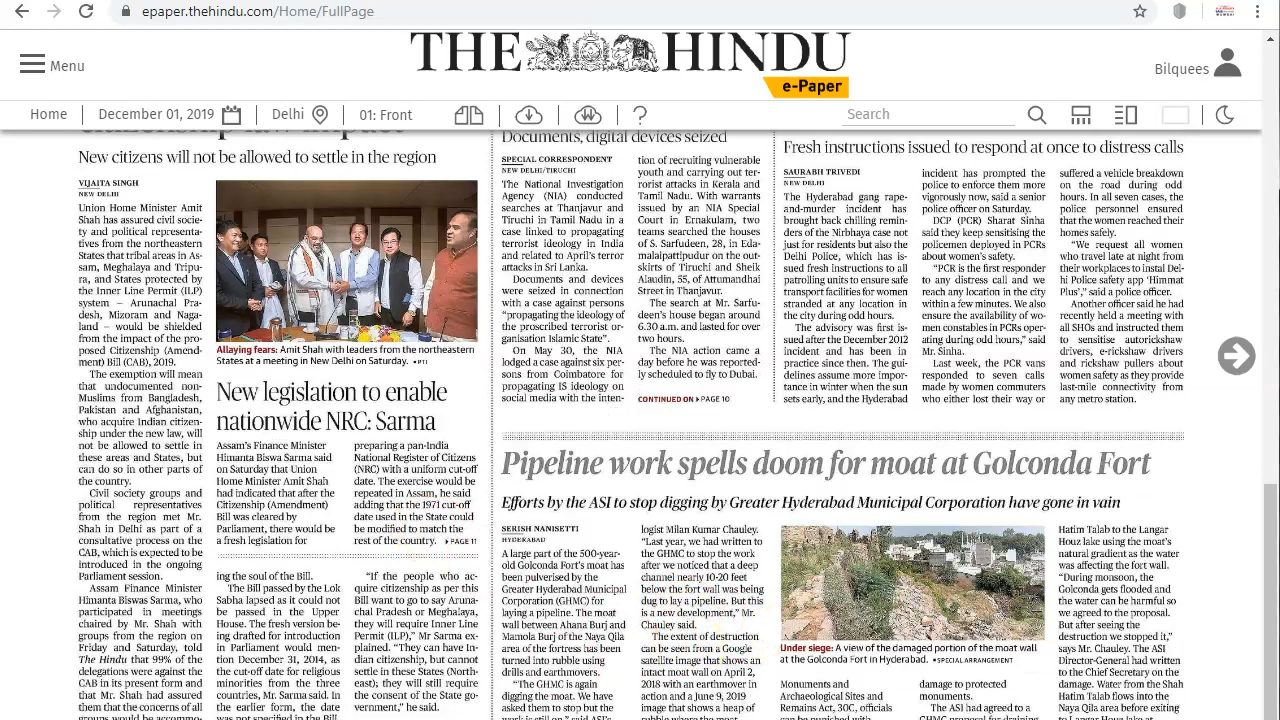 epaper.thehindu.com/Home/FullPage
THE HINDU
e-Paper
Menu
Bilquees
Home
December 01, 2019
Delhi
01: Front
?
Search
New citizens will not be allowed to settle in the region
VIJAITA SINGH
NEW DELHI
Union Home Minister Amit
Shah has assured civil socie-
ty and political representa-
tives from the northeastern
States that tribal areas in As-
sam, Meghalaya and Tripu-
ra, and States protected by
the Inner Line Permit (ILP)
system – Arunachal Pra-
desh, Mizoram and Naga-
land – would be shielded
from the impact of the pro-
posed Citizenship (Amend-
ment) Bill (CAB), 2019.
The exemption will mean
that undocumented non-
Muslims from Bangladesh,
Pakistan and Afghanistan,
who acquire Indian citizen-
ship under the new law, will
not be allowed to settle in
these areas and States, but
can do so in other parts of
the country.
Civil society groups and
political representatives
from the region met Mr.
Shah in Delhi as part of a
consultative process on the
CAB, which is expected to be
introduced in the ongoing
Parliament session.
Assam Finance Minister
Himanta Biswas Sarma, who
participated in meetings
chaired by Mr. Shah with
groups from the region on
Friday and Saturday, told
The Hindu that 99% of the
delegations were against the
CAB in its present form and
that Mr. Shah had assured
them that the concerns of all
groups would be accommo-
Allaying fears: Amit Shah with leaders from the northeastern
States at a meeting in New Delhi on Saturday. •PTI
New legislation to enable
nationwide NRC: Sarma
Assam's Finance Minister
Himanta Biswa Sarma said
on Saturday that Union
Home Minister Amit Shah
had indicated that after the
Citizenship (Amendment)
Bill was cleared by
Parliament, there would be
a fresh legislation for
preparing a pan-India
National Register of Citizens
(NRC) with a uniform cut-off
date. The exercise would be
repeated in Assam, he said
adding that the 1971 cut-off
date used in the State could
be modified to match the
rest of the country. ▸PAGE 11
ing the soul of the Bill.
The Bill passed by the Lok
Sabha lapsed as it could not
be passed in the Upper
House. The fresh version be-
ing drafted for introduction
in Parliament would men-
tion December 31, 2014, as
the cut-off date for religious
minorities from the three
countries, Mr. Sarma said. In
the earlier form, the date
was not specified in the Bill.
"If the people who ac-
quire citizenship as per this
Bill want to go to say Aruna-
chal Pradesh or Meghalaya,
they will require Inner Line
Permit (ILP)," Mr Sarma ex-
plained. "They can have In-
dian citizenship, but cannot
settle in these States (North-
east); they will still require
the consent of the State go-
vernment," he said.
Documents, digital devices seized
SPECIAL CORRESPONDENT
NEW DELHI/TIRUCHI
The National Investigation
Agency (NIA) conducted
searches at Thanjavur and
Tiruchi in Tamil Nadu in a
case linked to propagating
terrorist ideology in India
and related to April's terror
attacks in Sri Lanka.
Documents and devices
were seized in connection
with a case against persons
"propagating the ideology of
the proscribed terrorist or-
ganisation Islamic State".
On May 30, the NIA
lodged a case against six per-
sons from Coimbatore for
propagating IS ideology on
social media with the inten-
tion of recruiting vulnerable
youth and carrying out ter-
rorist attacks in Kerala and
Tamil Nadu. With warrants
issued by an NIA Special
Court in Ernakulam, two
teams searched the houses
of S. Sarfudeen, 28, in Eda-
malaipattipudur on the out-
skirts of Tiruchi and Sheik
Alaudin, 55, of Attumandhai
Street in Thanjavur.
The search at Mr. Sarfu-
deen's house began around
6.30 a.m. and lasted for over
two hours.
The NIA action came a
day before he was reported-
ly scheduled to fly to Dubai.
CONTINUED ON ▸ PAGE 10
Fresh instructions issued to respond at once to distress calls
SAURABH TRIVEDI
NEW DELHI
The Hyderabad gang rape-
and-murder incident has
brought back chilling remin-
ders of the Nirbhaya case not
just for residents but also the
Delhi Police, which has is-
sued fresh instructions to all
patrolling units to ensure safe
transport facilities for women
stranded at any location in
the city during odd hours.
The advisory was first is-
sued after the December 2012
incident and has been in
practice since then. The gui-
delines assume more impor-
tance in winter when the sun
sets early, and the Hyderabad
incident has prompted the
police to enforce them more
vigorously now, said a senior
police officer on Saturday.
DCP (PCR) Sharat Sinha
said they keep sensitising the
policemen deployed in PCRs
about women's safety.
"PCR is the first responder
to any distress call and we
reach any location in the city
within a few minutes. We also
ensure the availability of wo-
men constables in PCRs oper-
ating during odd hours," said
Mr. Sinha.
Last week, the PCR vans
responded to seven calls
made by women commuters
who either lost their way or
suffered a vehicle breakdown
on the road during odd
hours. In all seven cases, the
police personnel ensured
that the women reached their
homes safely.
"We request all women
who travel late at night from
their workplaces to instal Del-
hi Police safety app 'Himmat
Plus'," said a police officer.
Another officer said he had
recently held a meeting with
all SHOs and instructed them
to sensitise autorickshaw
drivers, e-rickshaw drivers
and rickshaw pullers about
women safety as they provide
last-mile connectivity from
any metro station.
Pipeline work spells doom for moat at Golconda Fort
Efforts by the ASI to stop digging by Greater Hyderabad Municipal Corporation have gone in vain
SERISH NANISETTI
HYDERABAD
A large part of the 500-year-
old Golconda Fort's moat has
been pulverised by the
Greater Hyderabad Municipal
Corporation (GHMC) for
laying a pipeline. The moat
wall between Ahana Burj and
Mamola Burj of the Naya Qila
area of the fortress has been
turned into rubble using
drills and earthmovers.
"The GHMC is again
digging the moat. We have
asked them to stop but the
work is still on," said ASI's
logist Milan Kumar Chauley.
"Last year, we had written
to the GHMC to stop the work
after we noticed that a deep
channel nearly 10-20 feet
below the fort wall was being
dug to lay a pipeline. But this
is a new development," Mr.
Chauley said.
The extent of destruction
can be seen from a Google
satellite image that shows an
intact moat wall on April 2,
2018 with an earthmover in
action and a June 9, 2019
image that shows a heap of
rubble where the moat
Under siege: A view of the damaged portion of the moat wall
at the Golconda Fort in Hyderabad. •SPECIAL ARRANGEMENT
Monuments and
Archaeological Sites and
Remains Act, 30C, officials
can be punished with
damage to protected
monuments.
The ASI had agreed to a
GHMC proposal for draining
Hatim Talab to the Langar
Houz lake using the moat's
natural gradient as the water
was affecting the fort wall.
"During monsoon, the
Golconda gets flooded and
the water can be harmful so
we agreed to the proposal.
But after seeing the
destruction we stopped it,"
says Mr. Chauley. The ASI
Director-General had written
to the Chief Secretary on the
damage. Water from the Shah
Hatim Talab flows into the
Naya Qila area before exiting
to Langar Houz lake at